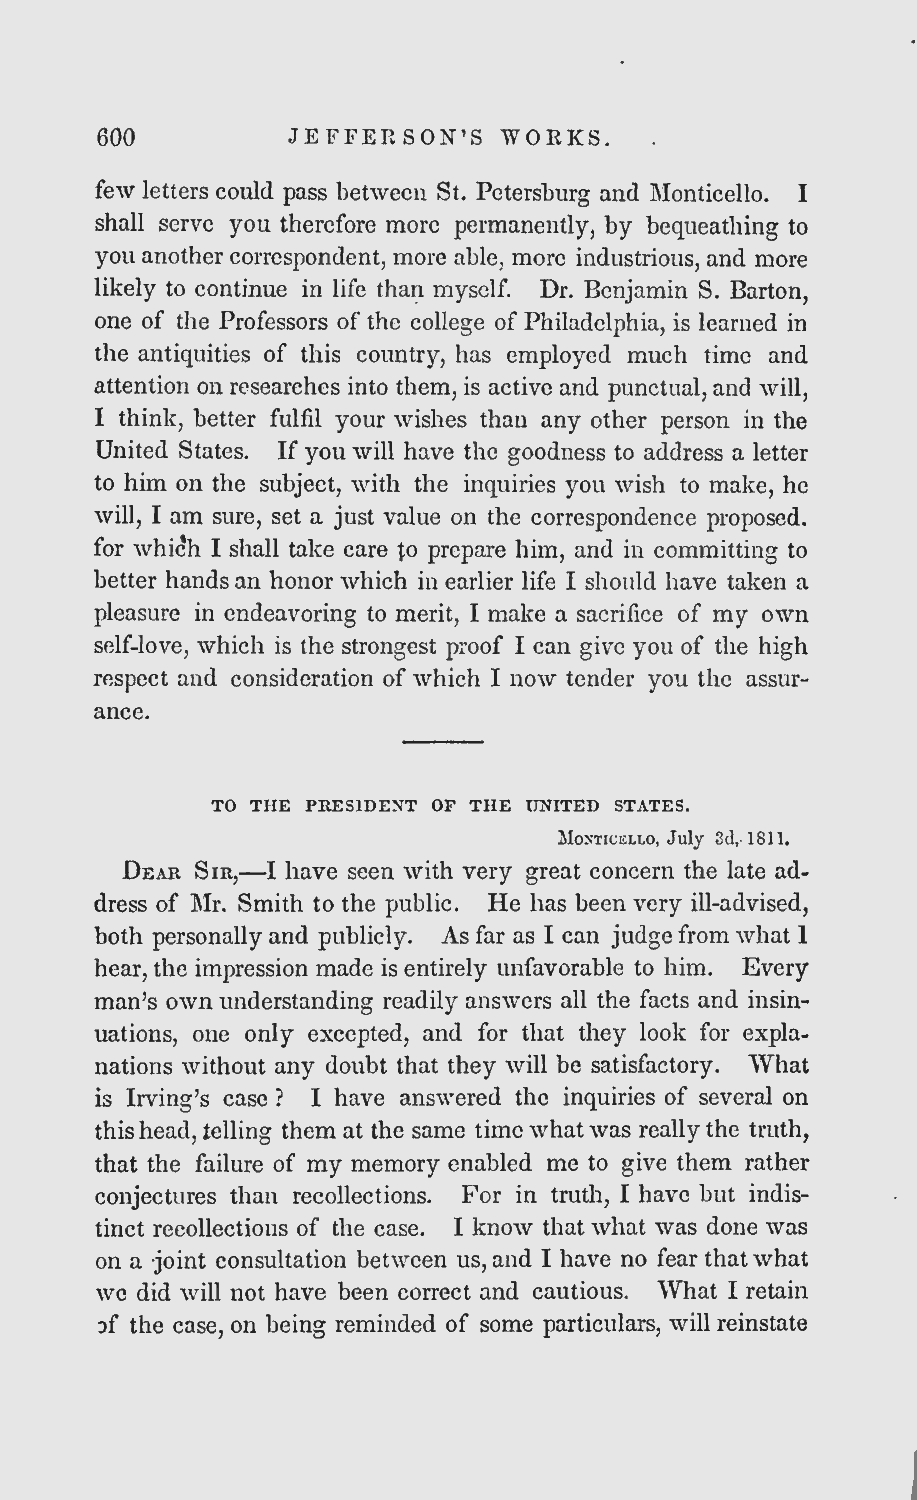 600 JEFFERSON'S WORKS.
few letters could pass between St. Petersburg and Monticello. I
shall serve you therefore more permanently, by bequeathing to
you another correspondent, more able, more industrious, and more
likely to continue in life than myself. Dr. Benjamin S. Barton,
one of the Professors of the college of Philadelphia, is learned in
the antiquities of this country, has employed much time and
attention on researches into them, is active and punctual, and will,
I think, better fulfil your wishes than any other person in the
United States. If you will have the goodness to address a letter
to him on the subject, with the inquiries you wish to make, he
will, I am sure, set a just value on the correspondence proposed.
for which I shall take care to prepare him, and in committing to
better hands an honor which in earlier life I should have taken a
pleasure in endeavoring to merit, I make a sacrifice of my own
self-love, which is the strongest proof I can give you of the high
respect and consideration of which I now tender you the assur-
ance.
TO THE PRESIDENT OF THE UNITED STATES.
MONTICELLO, July 3d, 1811.
DEAR SIR,—I have seen with very great concern the late ad-
dress of Mr. Smith to the public. He has been very ill-advised,
both personally and publicly. As far as I can judge from what I
hear, the impression made is entirely unfavorable to him. Every
man's own understanding readily answers all the facts and insin-
uations, one only excepted, and for that they look for expla-
nations without any doubt that they will be satisfactory. What
is Irving's case? I have answered the inquiries of several on
this head, telling them at the same time what was really the truth,
that the failure of my memory enabled me to give them rather
conjectures than recollections. For in truth, I have but indis-
tinct recollections of the case. I know that what was done was
on a joint consultation between us, and I have no fear that what
we did will not have been correct and cautious. What I retain
of the case, on being reminded of some particulars, will reinstate